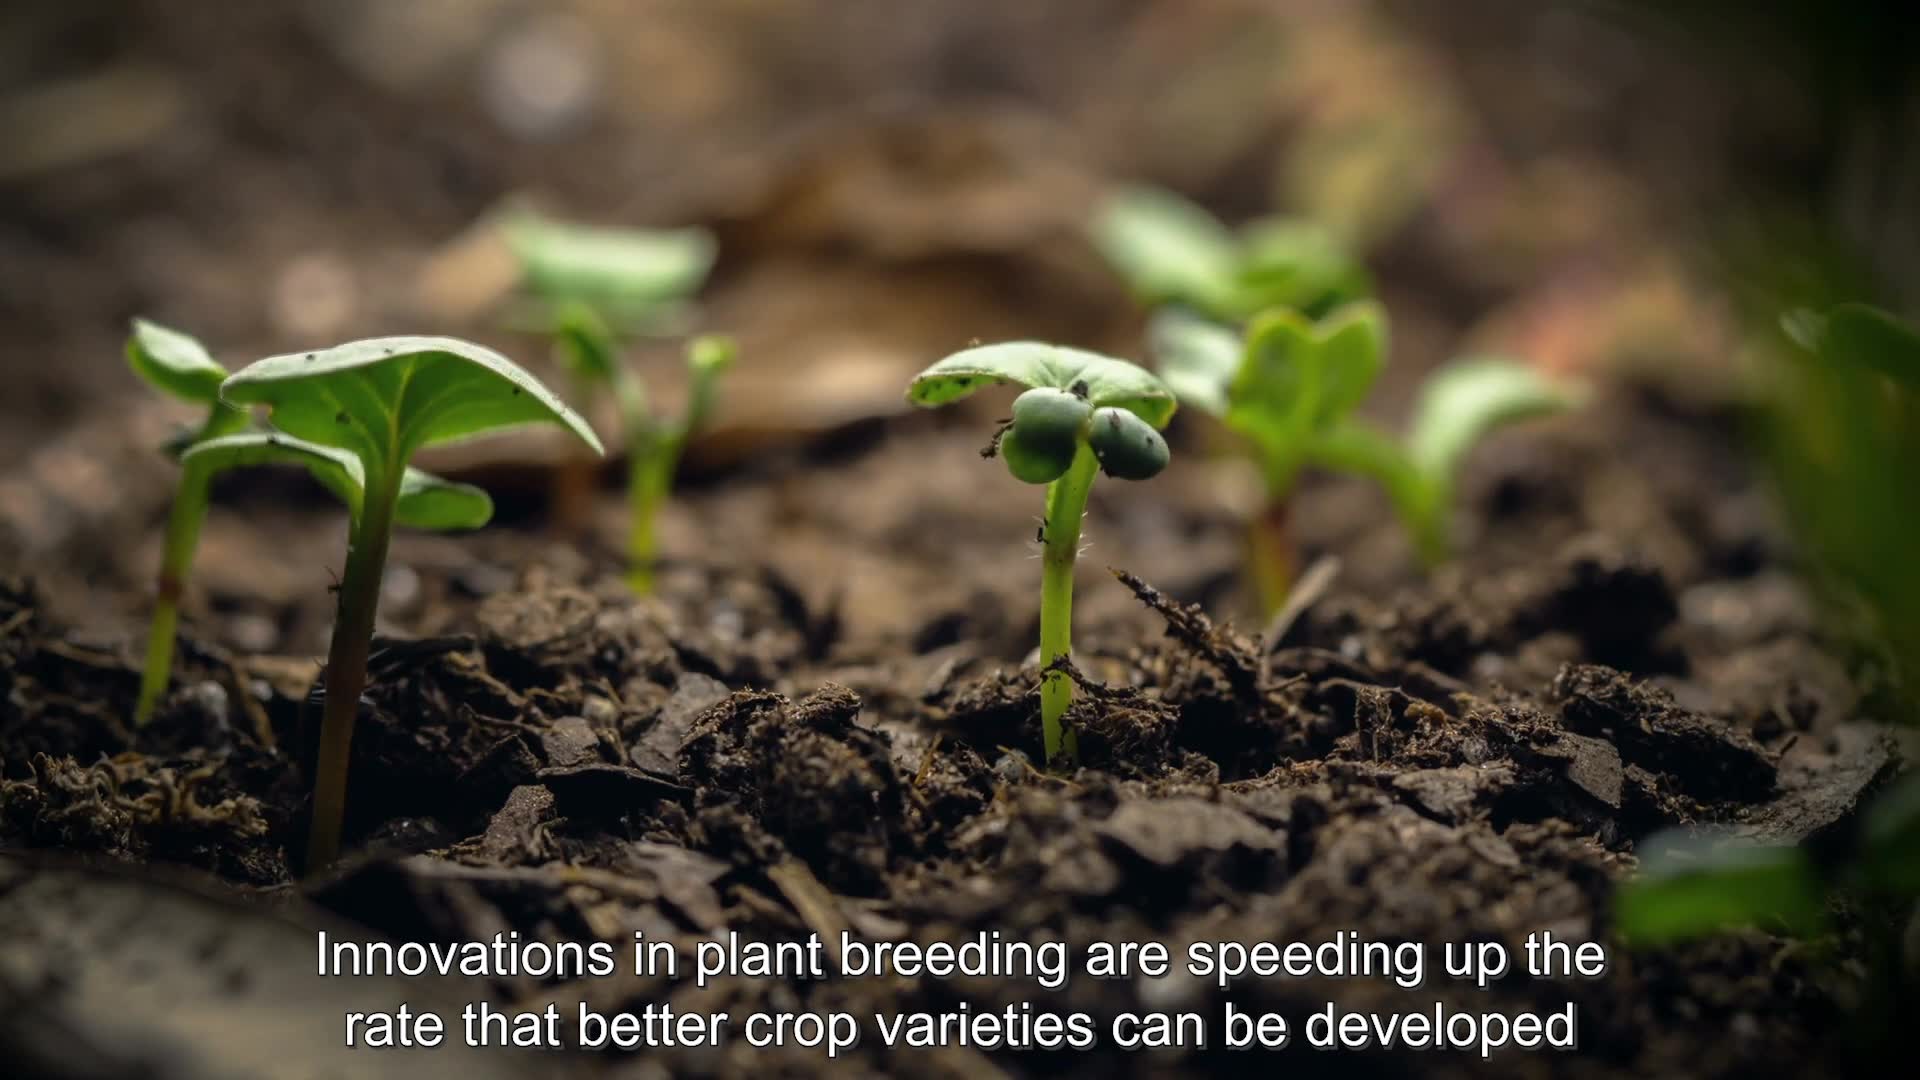 Innovations in plant breeding are speeding up the
rate that better crop varieties can be developed